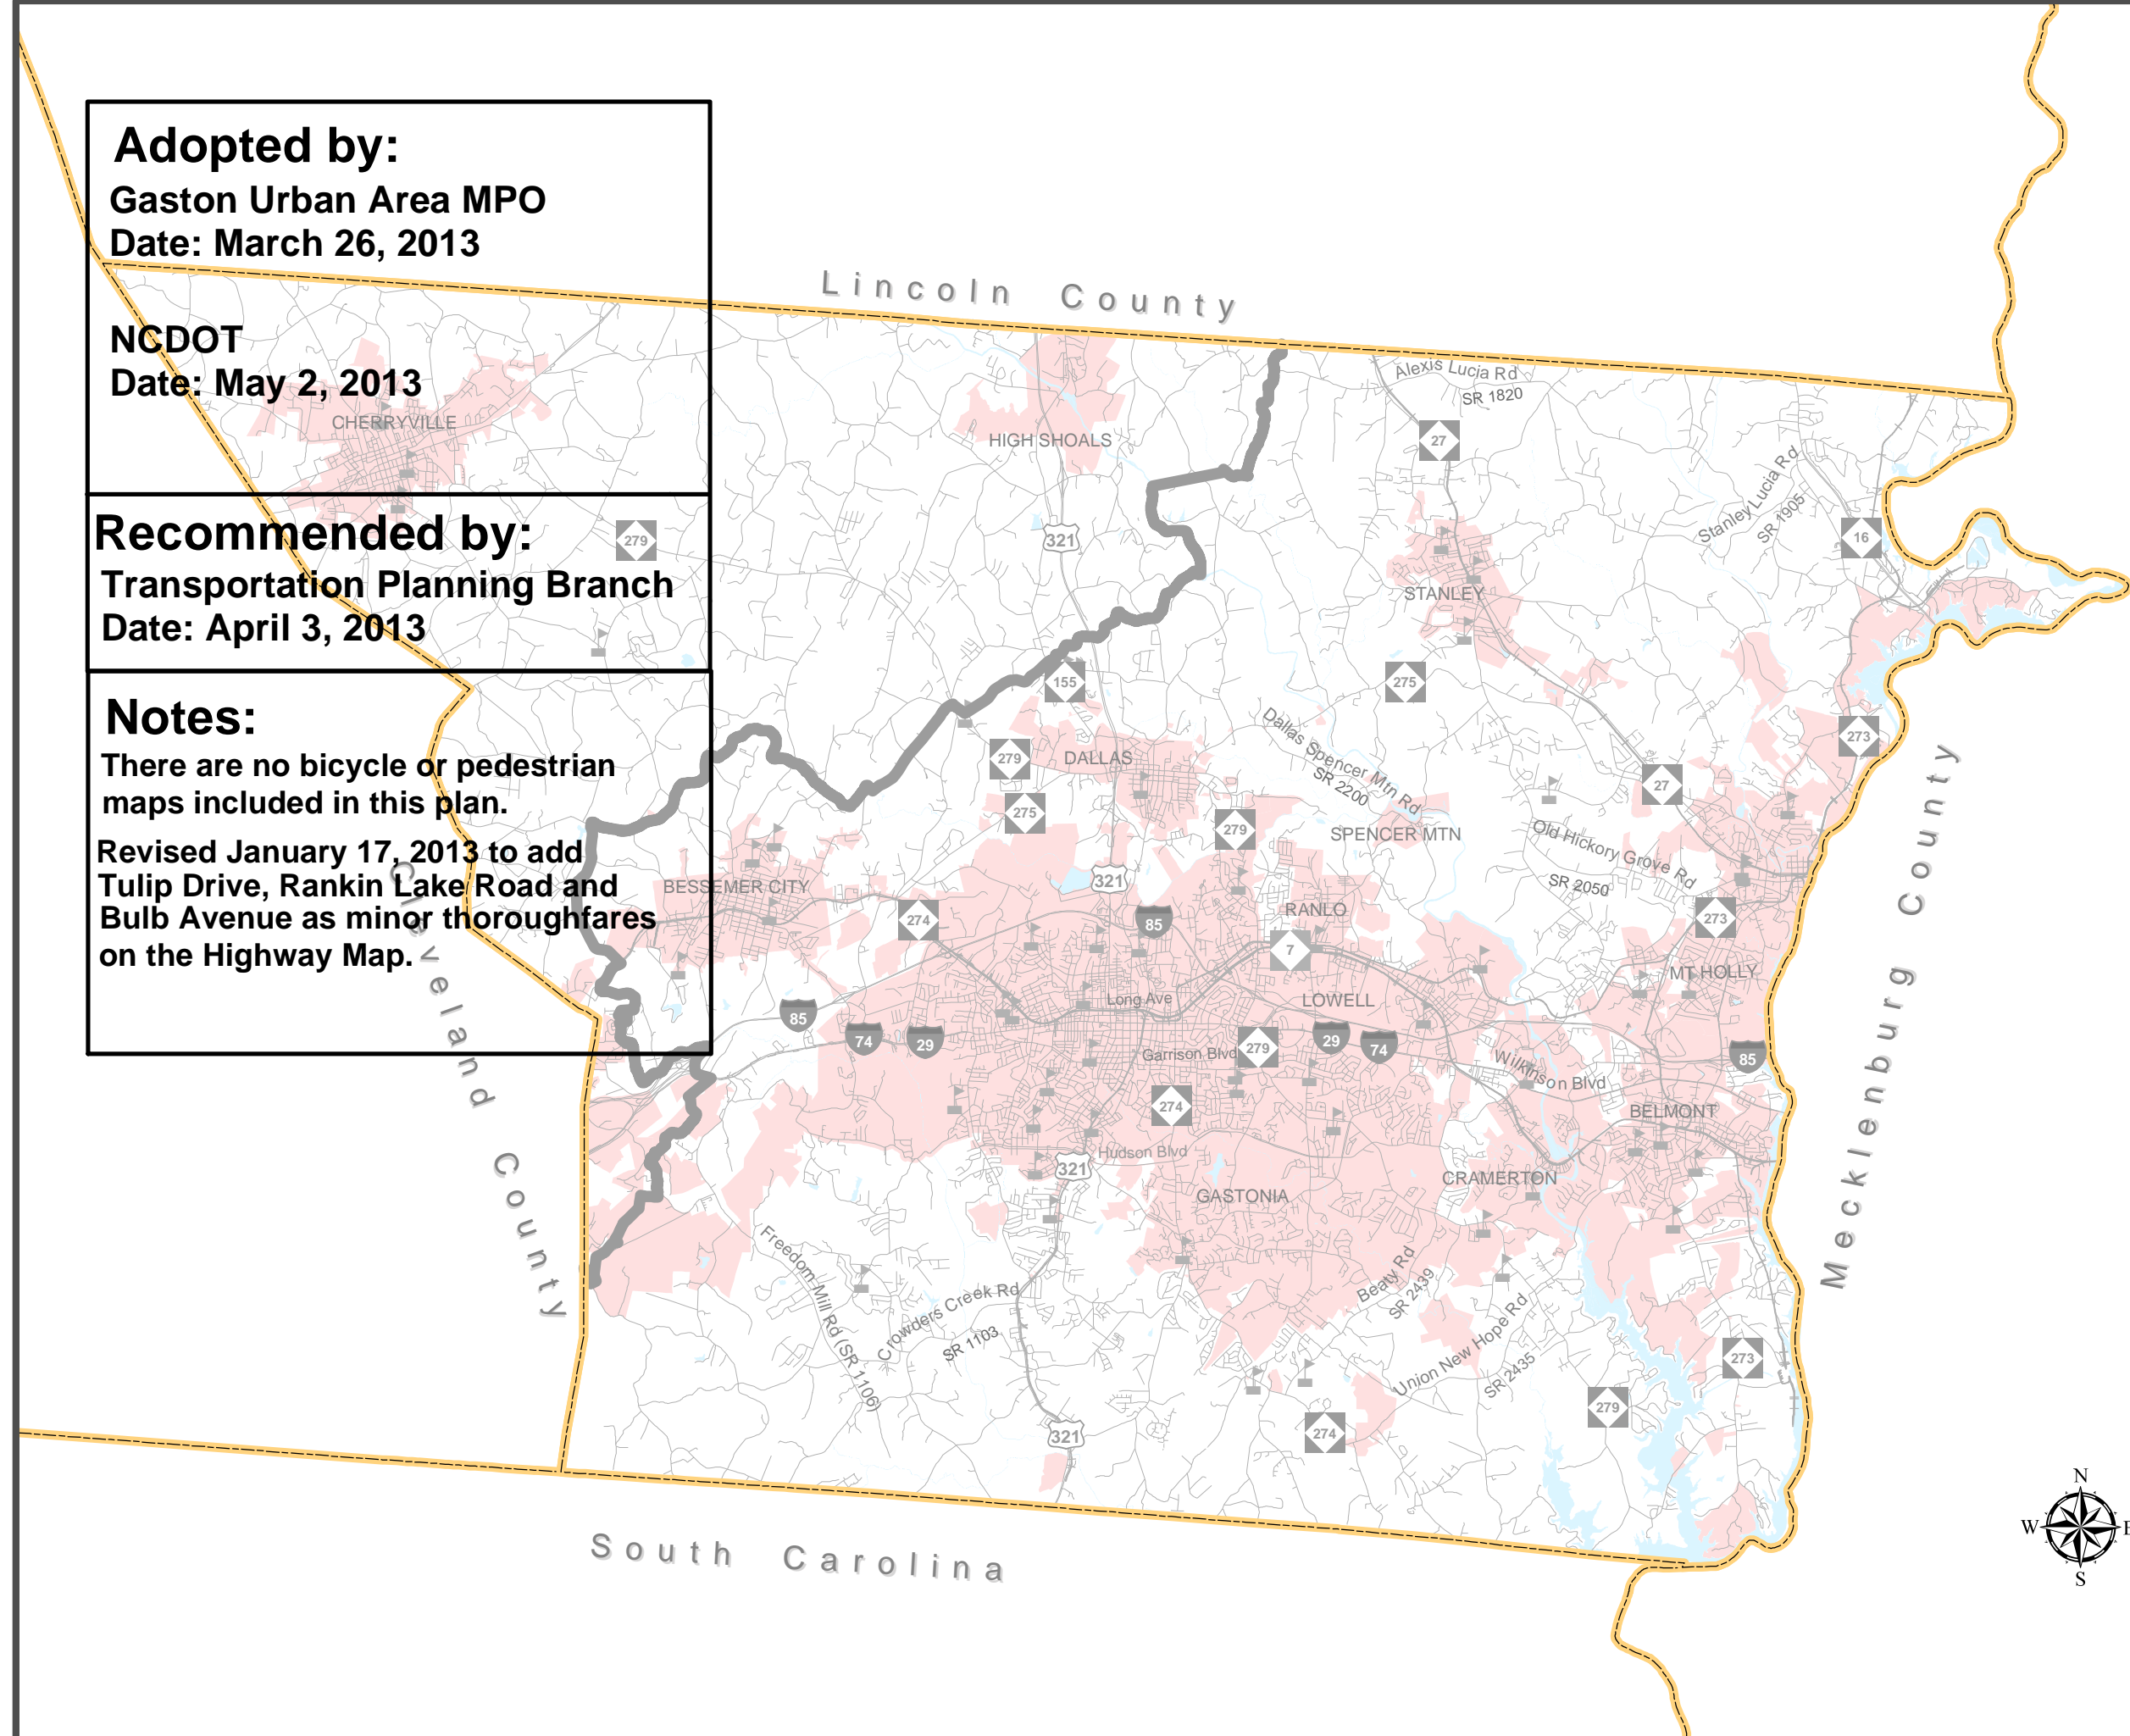 Adopted by:
Gaston Urban Area MPO
Date: March 26, 2013
NCDOT
Date: May 2, 2013
Recommended by:
Transportation Planning Branch
Date: April 3, 2013
Notes:
There are no bicycle or pedestrian
maps included in this plan.
Revised January 17, 2013 to add
Tulip Drive, Rankin Lake Road and
Bulb Avenue as minor thoroughfares
on the Highway Map.
Lincoln County
Alexis Lucia Rd
SR 1820
CHERRYVILLE
HIGH SHOALS
27
Stanley Lucia Rd
SR 1905
16
279
321
STANLEY
155
275
Dallas Spencer Mtn Rd
SR 2200
273
279
DALLAS
27
275
279
SPENCER MTN
Old Hickory Grove Rd
SR 2050
BESSEMER CITY
321
274
85
RANLO
7
273
MT HOLLY
Long Ave
LOWELL
85
74
29
Garrison Blvd
279
29
74
85
Wilkinson Blvd
274
BELMONT
Hudson Blvd
321
CRAMERTON
GASTONIA
Cleveland County
Mecklenburg County
Freedom Mill Rd (SR 1106)
Crowders Creek Rd
SR 1103
Beaty Rd
SR 2439
Union New Hope Rd
SR 2435
273
279
274
321
South Carolina
N
W
E
S